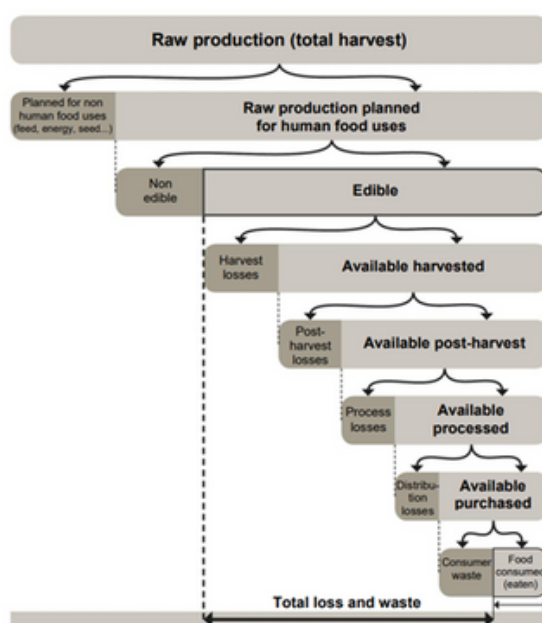 Raw production (total harvest)
Planned for non
human food uses
(feed, energy, seed...)
Raw production planned
for human food uses
Non
edible
Edible
Harvest
losses
Available harvested
Post-
harvest
losses
Available post-harvest
Process
losses
Available
processed
Distribu-
tion
losses
Available
purchased
Consumer
waste
Food
consumed
(eaten)
Total loss and waste